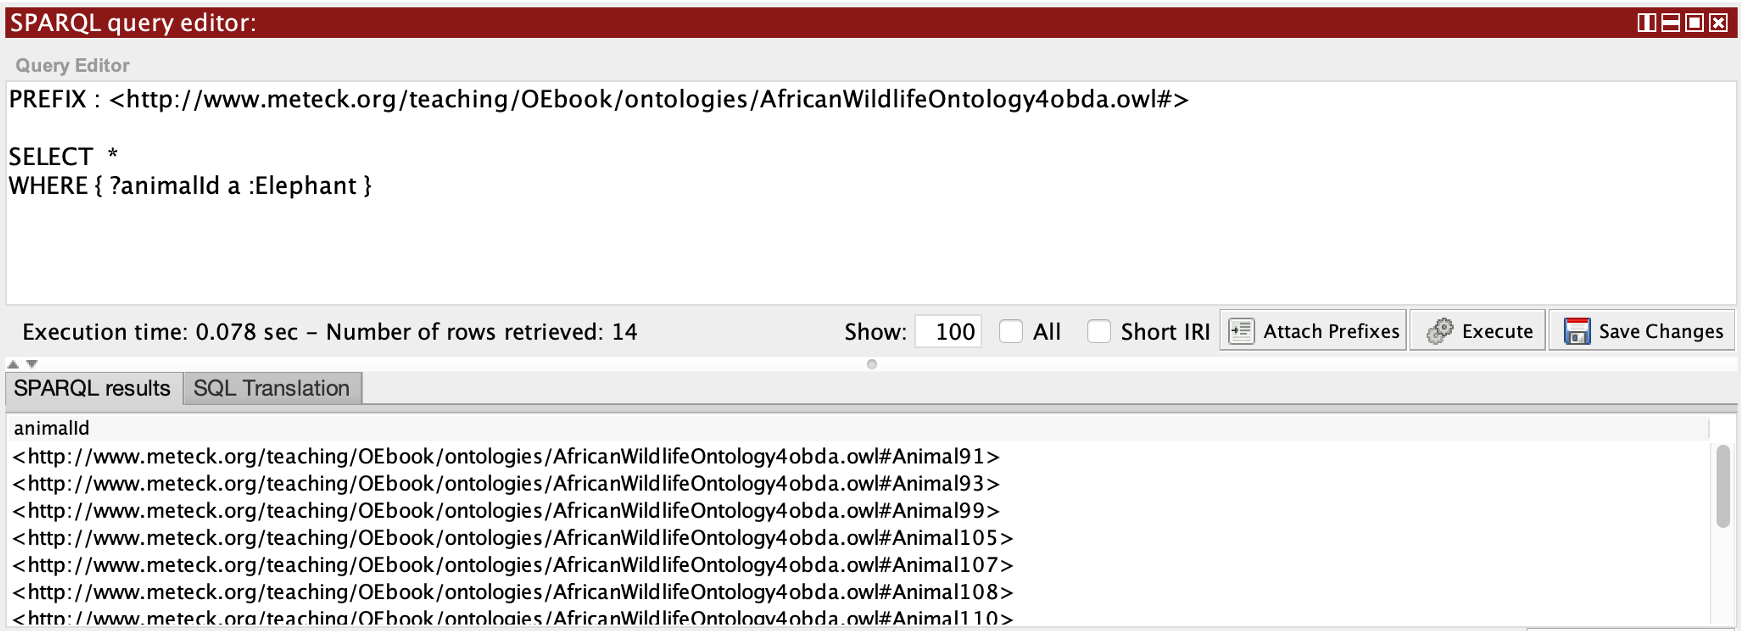 SPARQL query editor:
Query Editor
PREFIX : <http://www.meteck.org/teaching/OEbook/ontologies/AfricanWildlifeOntology4obda.owl#>
SELECT *
WHERE { ?animalId a :Elephant }
Execution time: 0.078 sec – Number of rows retrieved: 14 Show: 100 All Short IRI Attach Prefixes Execute Save Changes
SPARQL results SQL Translation
animalId
<http://www.meteck.org/teaching/OEbook/ontologies/AfricanWildlifeOntology4obda.owl#Animal91>
<http://www.meteck.org/teaching/OEbook/ontologies/AfricanWildlifeOntology4obda.owl#Animal93>
<http://www.meteck.org/teaching/OEbook/ontologies/AfricanWildlifeOntology4obda.owl#Animal99>
<http://www.meteck.org/teaching/OEbook/ontologies/AfricanWildlifeOntology4obda.owl#Animal105>
<http://www.meteck.org/teaching/OEbook/ontologies/AfricanWildlifeOntology4obda.owl#Animal107>
<http://www.meteck.org/teaching/OEbook/ontologies/AfricanWildlifeOntology4obda.owl#Animal108>
<http://www.meteck.org/teaching/OEbook/ontologies/AfricanWildlifeOntology4obda.owl#Animal110>